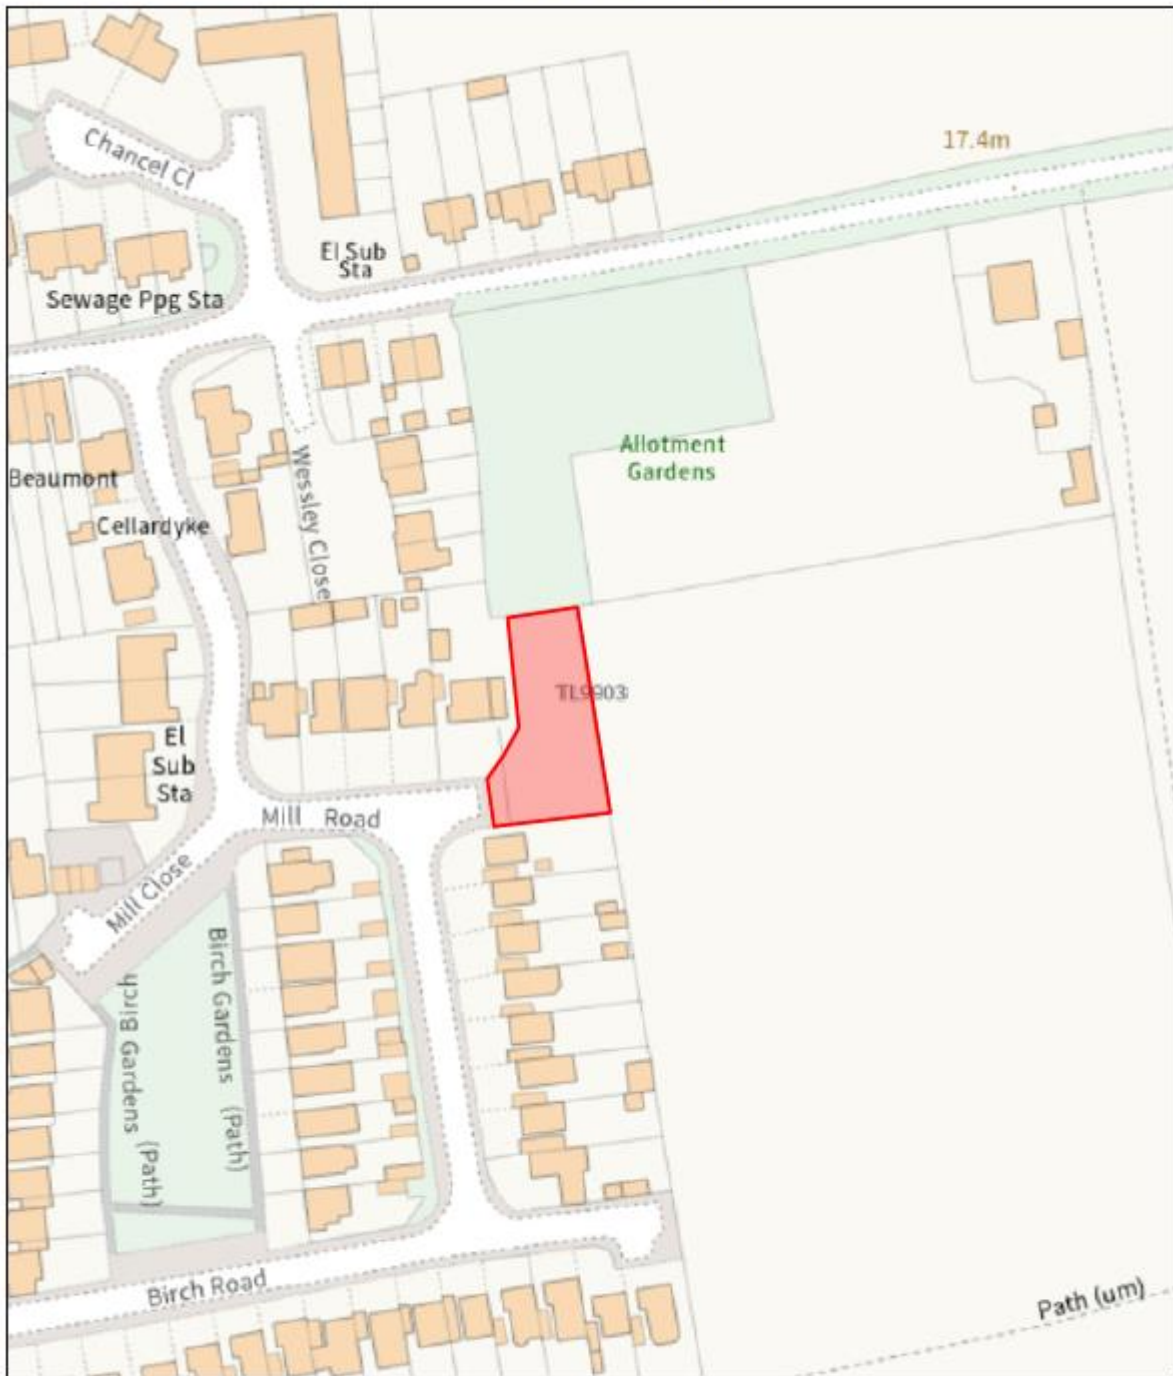 Chancel Cl
17.4m
El Sub
Sta
Sewage Ppg Sta
Allotment
Gardens
Beaumont
Wessley Close
Cellardyke
TL9903
El
Sub
Sta
Mill Road
Mill Close
Birch Gardens (Path)
Birch Gardens (Path)
Birch Road
Path (um)